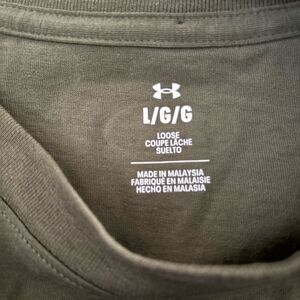 L/G/G
LOOSE
COUPE LÂCHE
SUELTO
MADE IN MALAYSIA
FABRIQUÉ EN MALAISIE
HECHO EN MALASIA